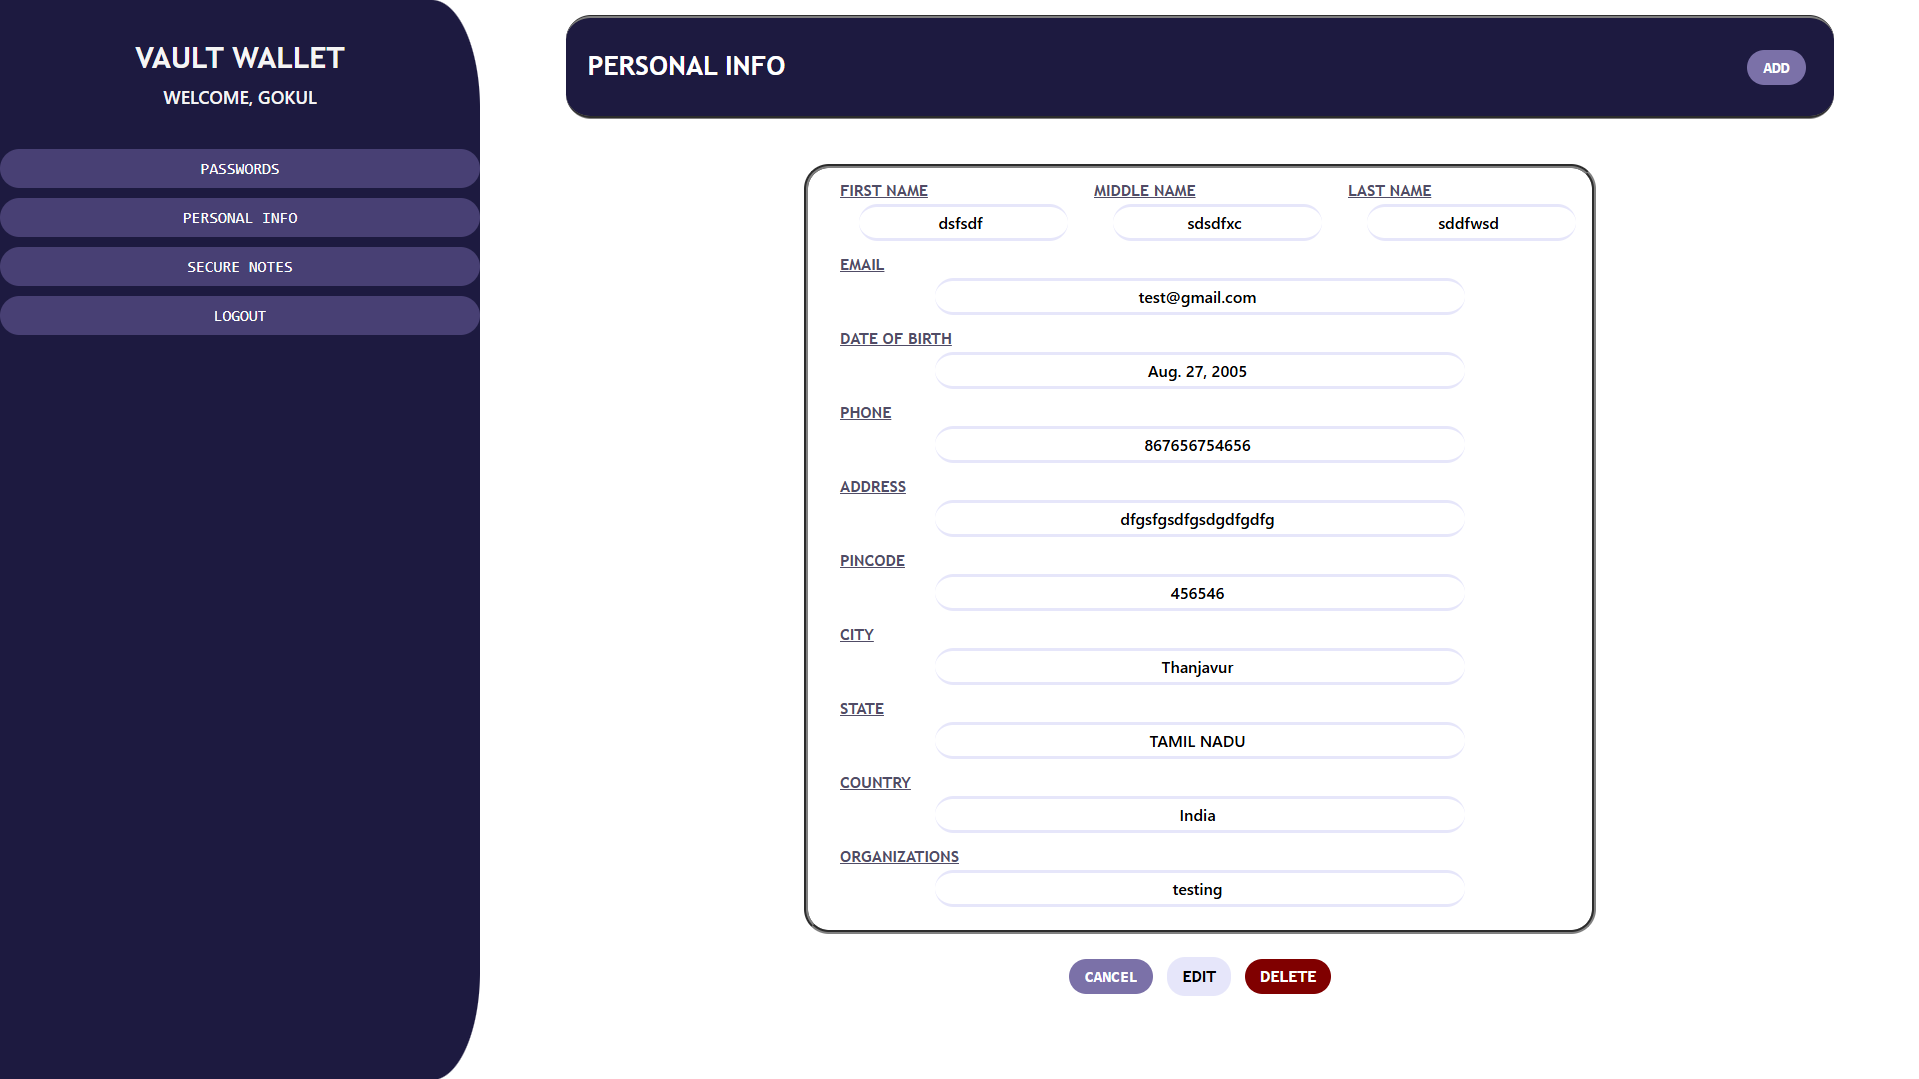 VAULT WALLET
WELCOME, GOKUL
PASSWORDS
PERSONAL INFO
SECURE NOTES
LOGOUT
PERSONAL INFO
ADD
FIRST NAME MIDDLE NAME LAST NAME
dsfsdf sdsdfxc sddfwsd
EMAIL
test@gmail.com
DATE OF BIRTH
Aug. 27, 2005
PHONE
867656754656
ADDRESS
dfgsfgsdfgsdgdfgdfg
PINCODE
456546
CITY
Thanjavur
STATE
TAMIL NADU
COUNTRY
India
ORGANIZATIONS
testing
CANCEL EDIT DELETE